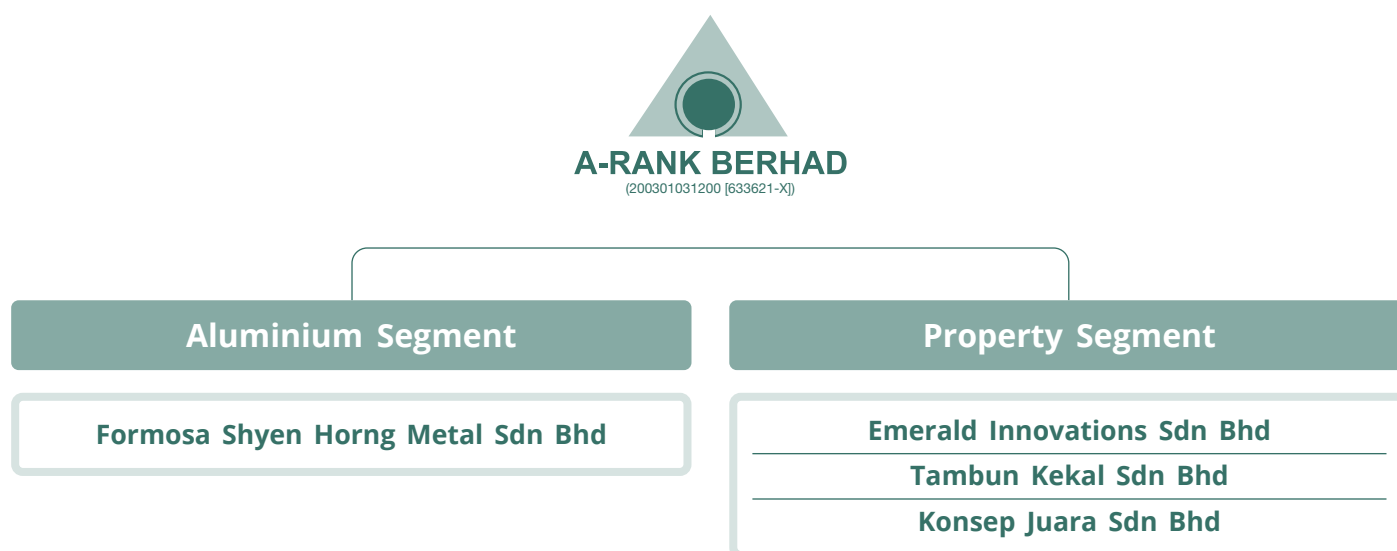 A-RANK BERHAD
(200301031200 [633621-X])
Aluminium Segment
Property Segment
Formosa Shyen Horng Metal Sdn Bhd
Emerald Innovations Sdn Bhd
Tambun Kekal Sdn Bhd
Konsep Juara Sdn Bhd